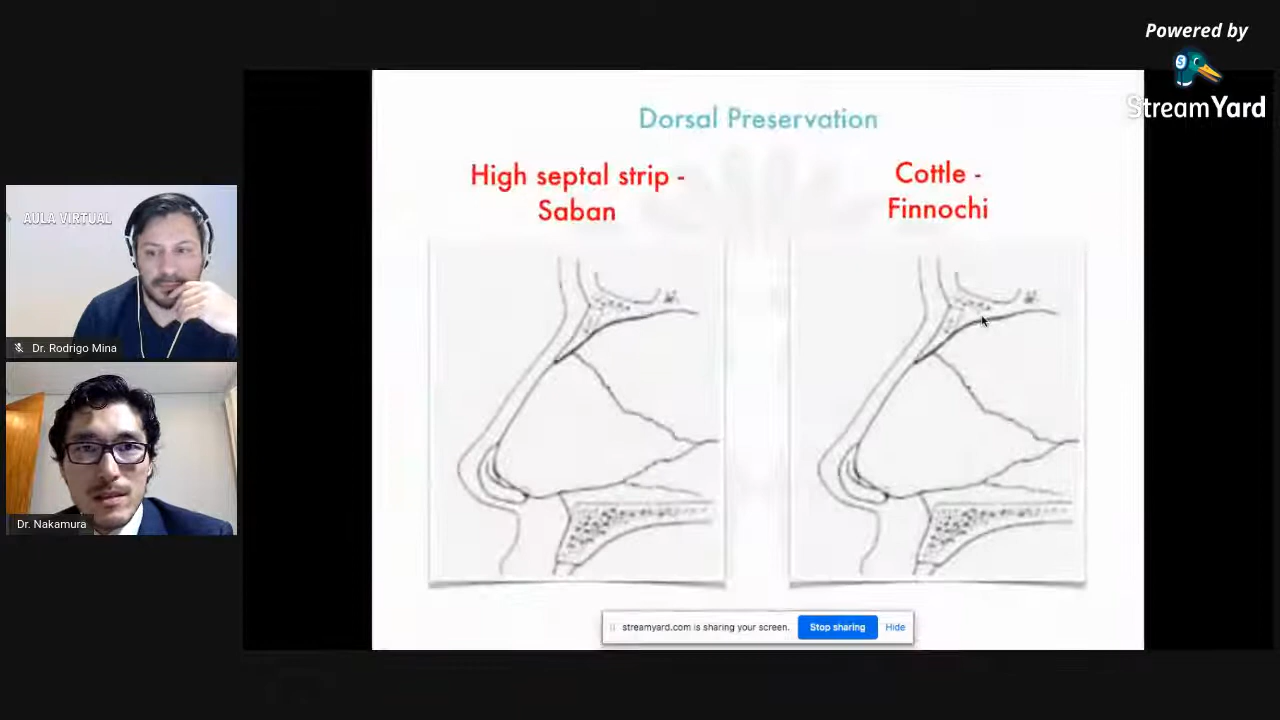 Powered by
StreamYard
Dorsal Preservation
High septal strip -
Saban
Cottle -
Finnochi
AULA VIRTUAL
Dr. Rodrigo Mina
Dr. Nakamura
streamyard.com is sharing your screen.
Stop sharing
Hide